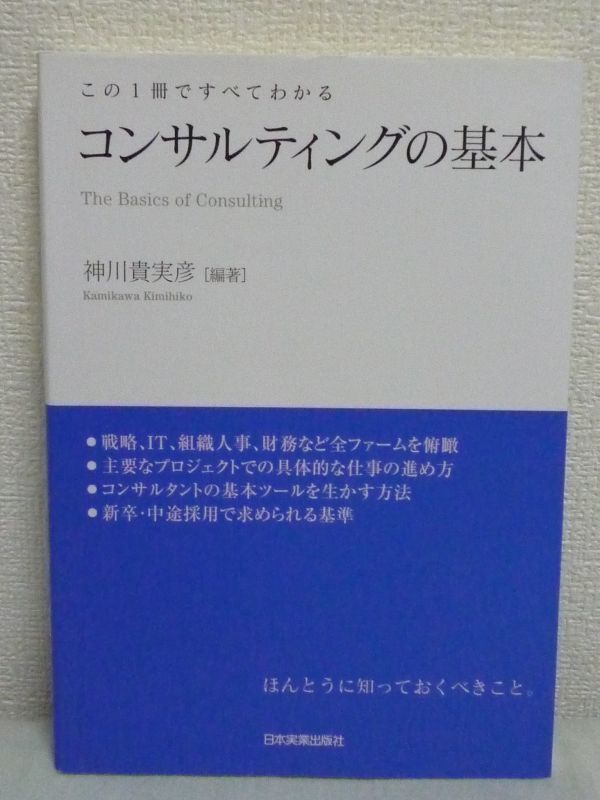 この1冊ですべてわかる
コンサルティングの基本
The Basics of Consulting
神川貴実彦[編著]
Kamikawa Kimihiko
●戦略、IT、組織人事、財務など全ファームを俯瞰
●主要なプロジェクトでの具体的な仕事の進め方
●コンサルタントの基本ツールを生かす方法
●新卒・中途採用で求められる基準
ほんとうに知っておくべきこと。
日本実業出版社